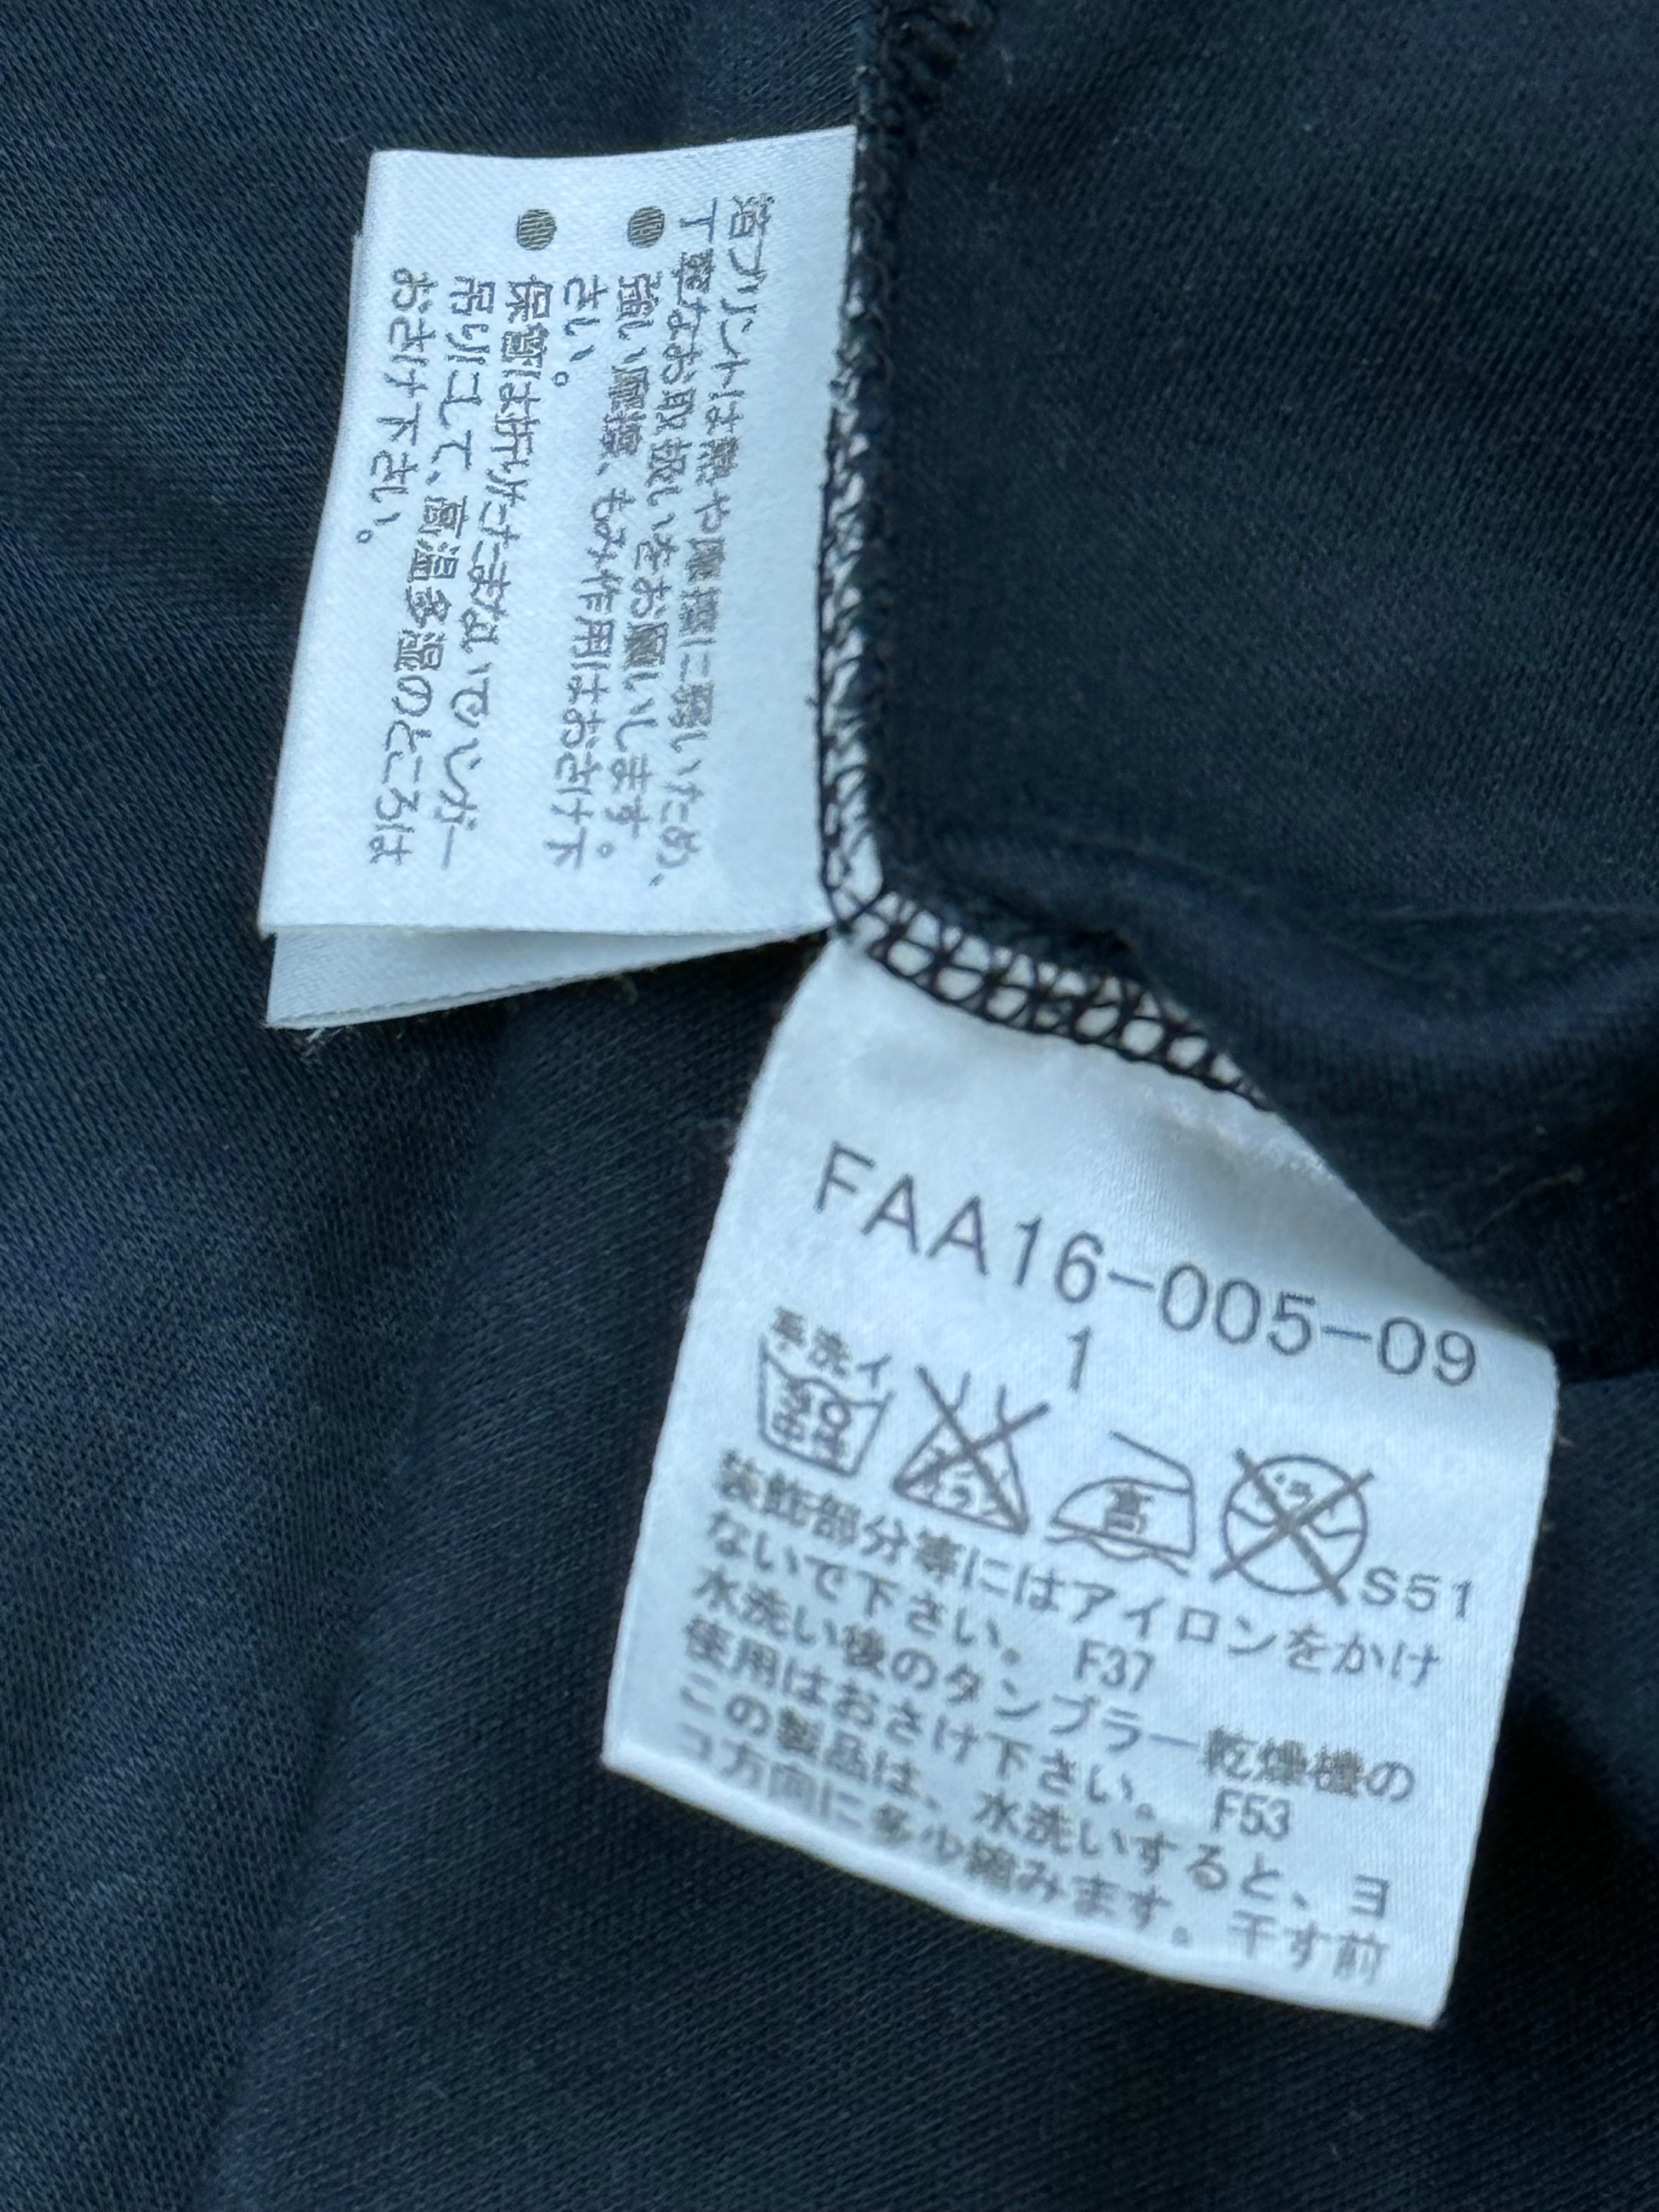 箔プリントは熱や摩擦に弱いため、
丁寧なお取扱いをお願いします。
●強い摩擦、もみ作用はおさけ下
さい。
●保管は折りたたまないでハンガー
吊りにして、高温多湿のところは
おさけ下さい。
FAA16-005-09
1
手洗イ
中性
高
S51
装飾部分等にはアイロンをかけ
ないで下さい。 F37
水洗い後のタンブラー乾燥機の
使用はおさけ下さい。 F53
この製品は、水洗いすると、ヨ
コ方向に多少縮みます。干す前